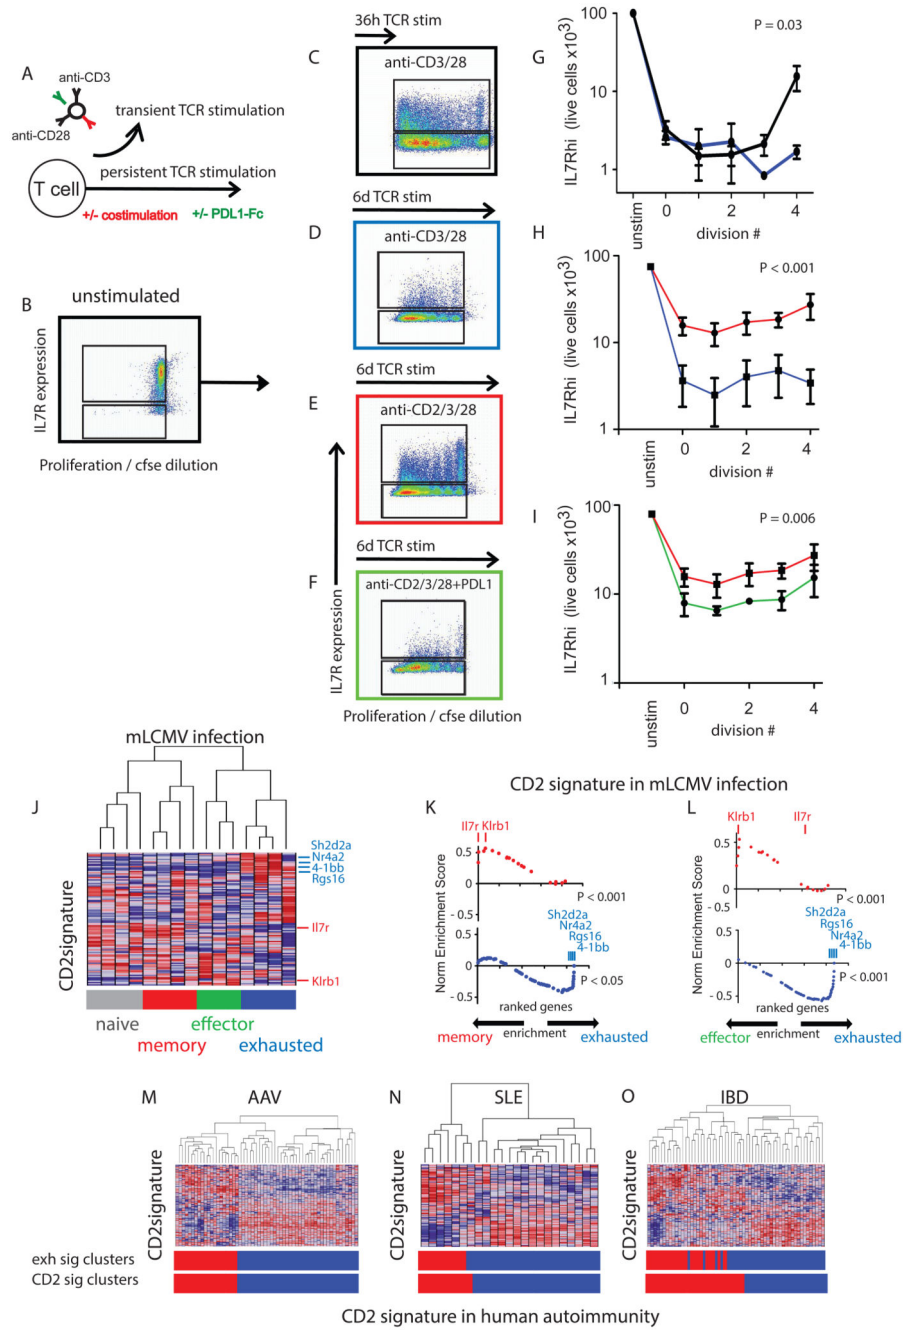 A
anti-CD3
anti-CD28
transient TCR stimulation
T cell
persistent TCR stimulation
+/- costimulation
+/- PDL1-Fc
B
unstimulated
IL7R expression
Proliferation / cfse dilution
36h TCR stim
C
anti-CD3/28
6d TCR stim
D
anti-CD3/28
6d TCR stim
E
anti-CD2/3/28
6d TCR stim
F
anti-CD2/3/28+PDL1
IL7R expression
Proliferation / cfse dilution
G
IL7Rhi (live cells x10³)
100
10
1
P = 0.03
unstim
0
2
4
division #
H
IL7Rhi (live cells x10³)
100
10
1
P < 0.001
unstim
0
2
4
division #
I
IL7Rhi (live cells x10³)
100
10
1
P = 0.006
unstim
0
2
4
division #
mLCMV infection
J
CD2signature
Sh2d2a
Nr4a2
4-1bb
Rgs16
Il7r
Klrb1
naive
effector
memory
exhausted
CD2 signature in mLCMV infection
K
Il7r Klrb1
Norm Enrichment Score
0.5
0
- 0.5
P < 0.001
Sh2d2a
Nr4a2
Rgs16
4-1bb
0.5
0
- 0.5
P < 0.05
ranked genes
enrichment
memory
exhausted
L
Klrb1
Il7r
Norm Enrichment Score
0.5
0
- 0.5
P < 0.001
Sh2d2a
Rgs16
Nr4a2
4-1bb
0
- 0.5
P < 0.001
ranked genes
enrichment
effector
exhausted
M
AAV
CD2signature
N
SLE
CD2signature
O
IBD
CD2signature
exh sig clusters
CD2 sig clusters
CD2 signature in human autoimmunity